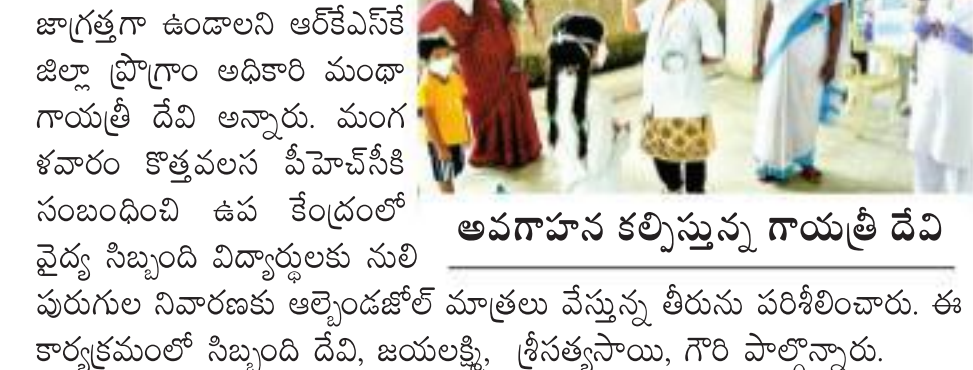 జాగ్రత్తగా ఉండాలని ఆర్‌కేఎస్‌కే
జిల్లా ప్రొగ్రాం అధికారి మంథా
గాయత్రీ దేవి అన్నారు. మంగ
ళవారం కొత్తవలస పీహెచ్‌సీకి
సంబంధించి ఉప కేంద్రంలో
వైద్య సిబ్బంది విద్యార్థులకు నులి
పురుగుల నివారణకు ఆల్బెండజోల్ మాత్రలు వేస్తున్న తీరును పరిశీలించారు. ఈ
కార్యక్రమంలో సిబ్బంది దేవి, జయలక్ష్మి, శ్రీసత్యసాయి, గౌరి పాల్గొన్నారు.
అవగాహన కల్పిస్తున్న గాయత్రీ దేవి